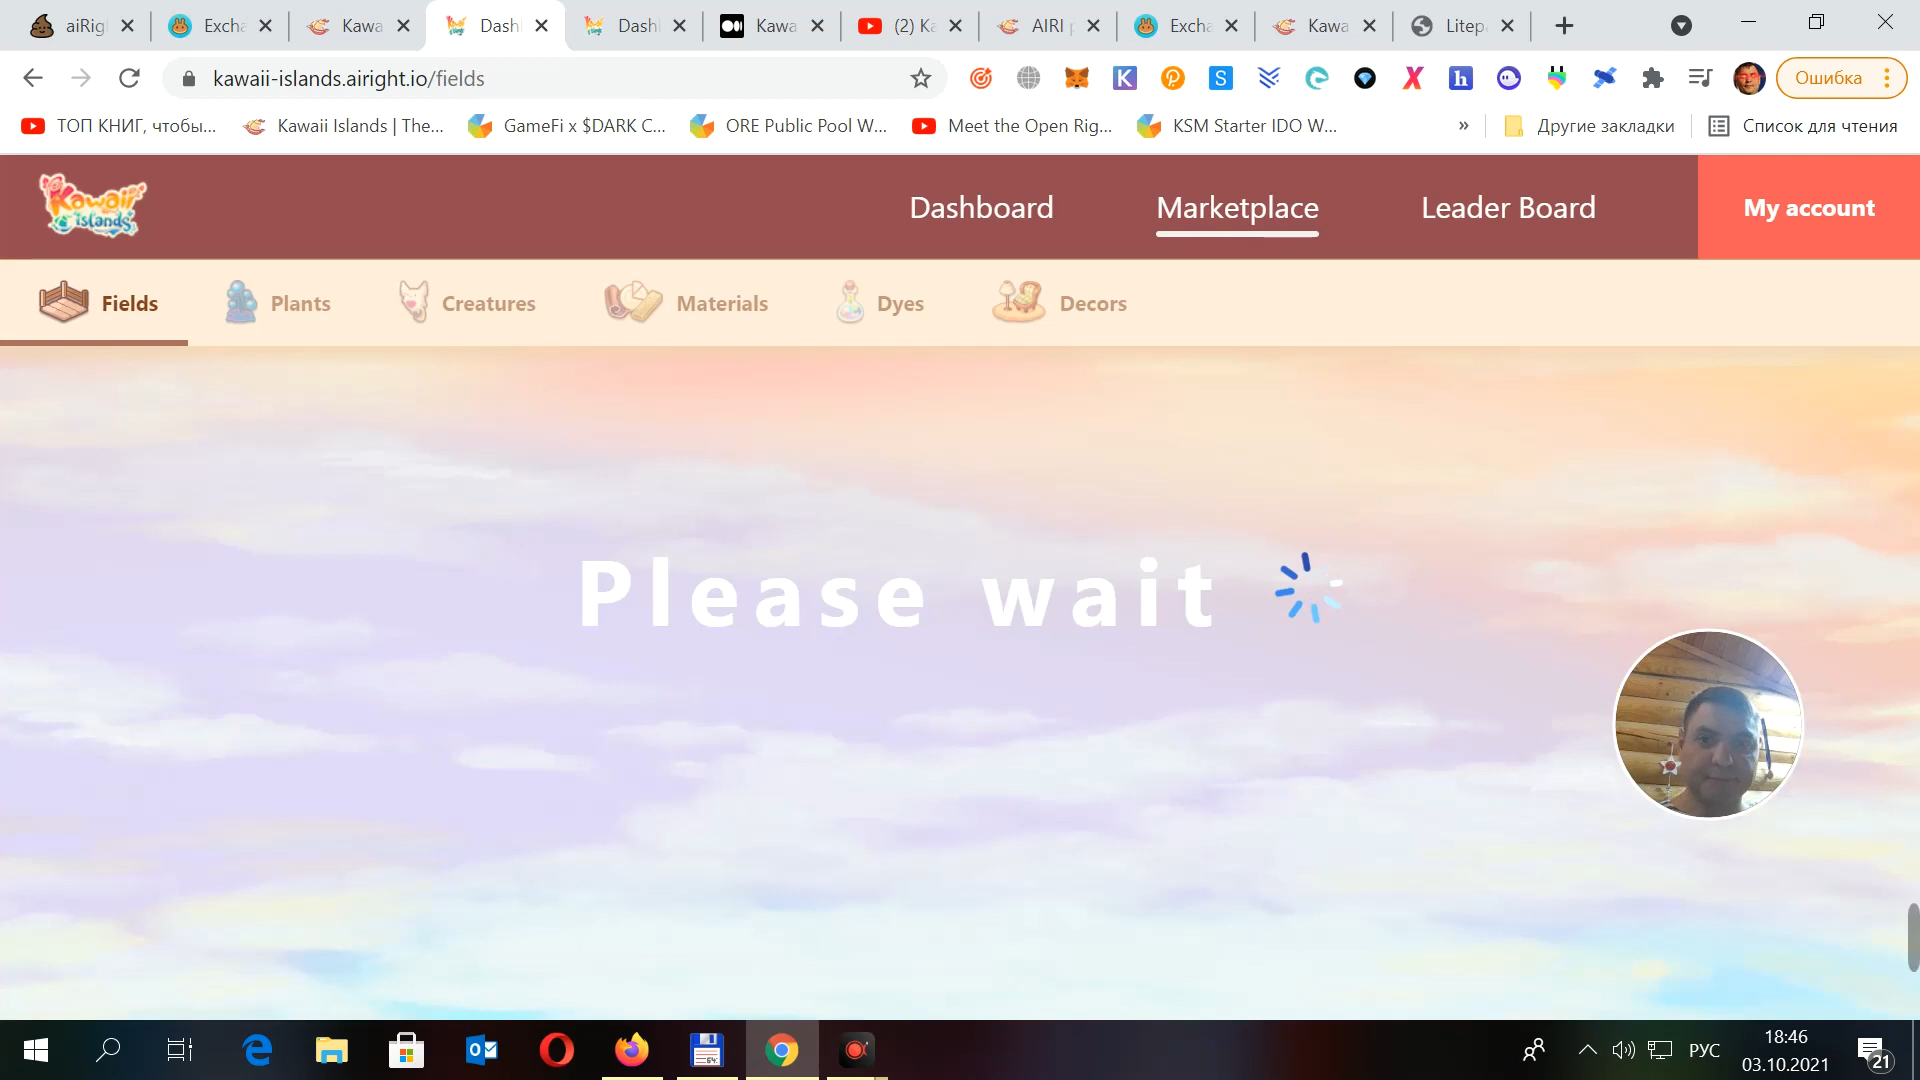 aiRig
Excha
Kawa
Dashl
Dashl
Kawa
(2) Ka
AIRI p
Excha
Kawa
Litep
kawaii-islands.airight.io/fields
Ошибка
ТОП КНИГ, чтобы...
Kawaii Islands | The...
GameFi x $DARK C...
ORE Public Pool W...
Meet the Open Rig...
KSM Starter IDO W...
»
Другие закладки
Список для чтения
Kawaii islands
Dashboard
Marketplace
Leader Board
My account
Fields
Plants
Creatures
Materials
Dyes
Decors
Please wait
РУС
18:46
03.10.2021
21